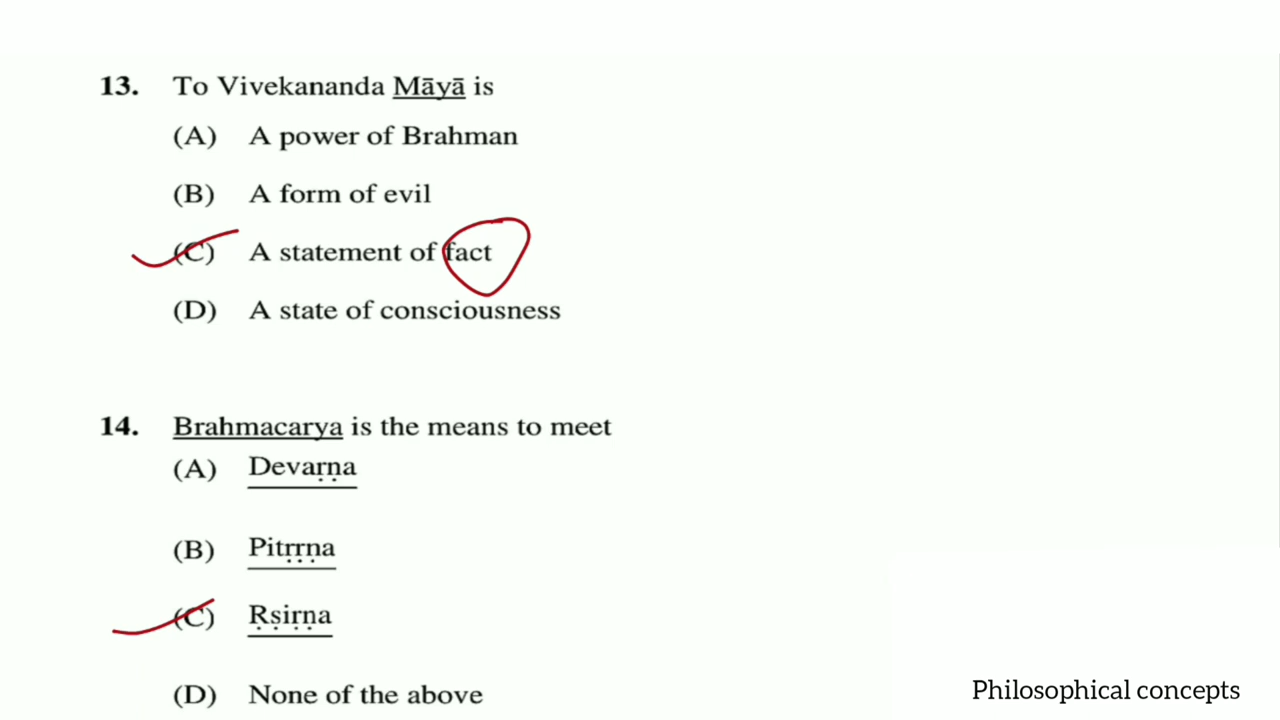 13. To Vivekananda Māyā is
(A) A power of Brahman
(B) A form of evil
(C) A statement of fact
(D) A state of consciousness
14. Brahmacarya is the means to meet
(A) Devaṛṇa
(B) Pitṛṛṇa
(C) Ṛṣiṛṇa
(D) None of the above
Philosophical concepts